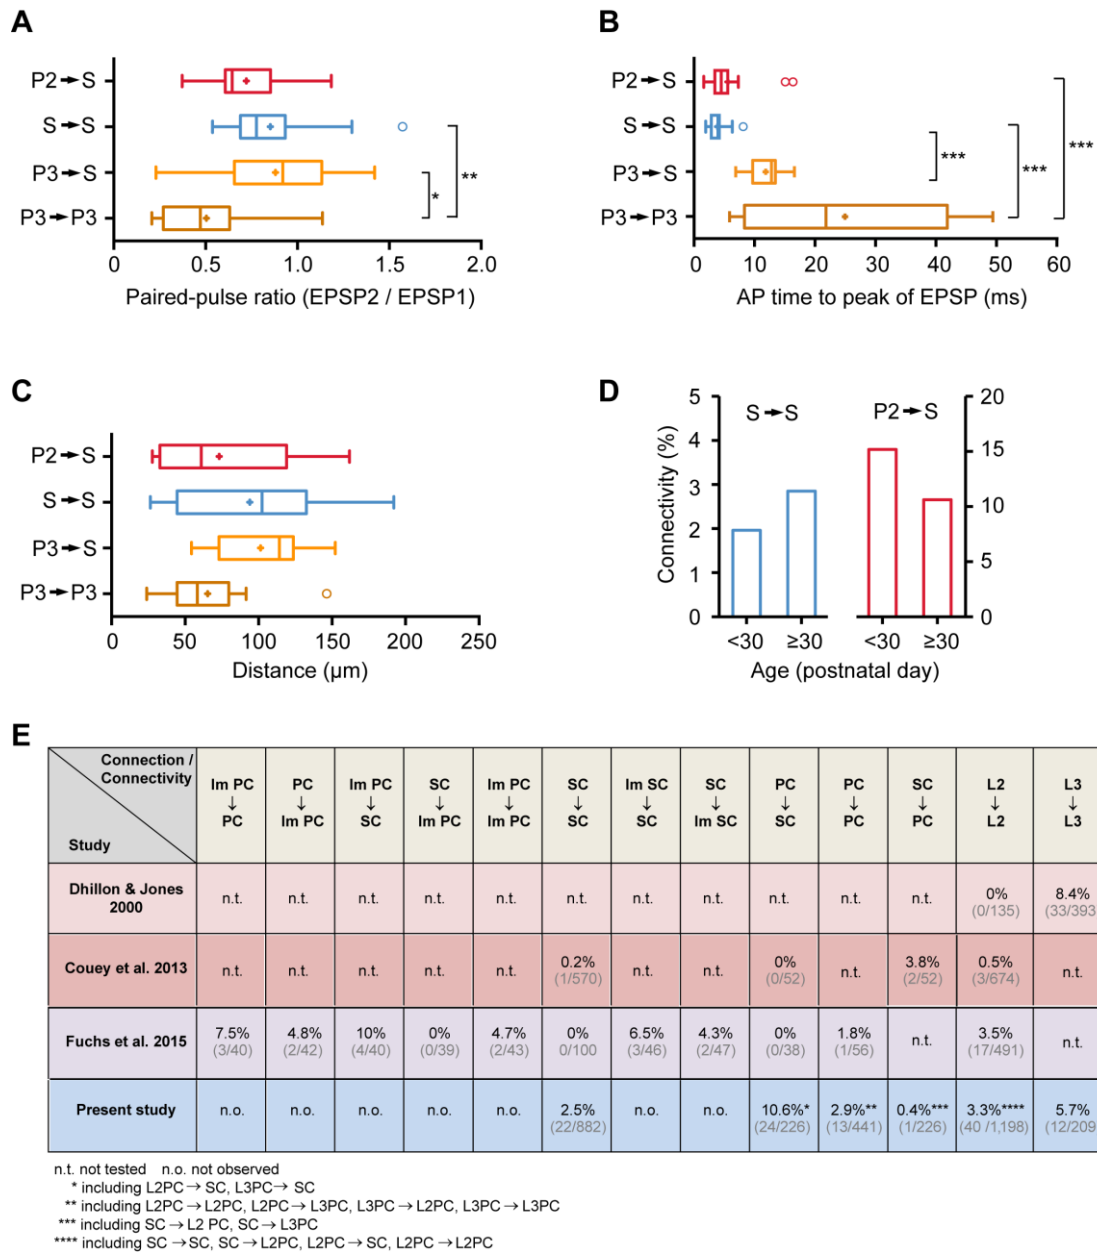 A
P2→S
S→S
P3→S
P3→P3
*
**
0 0.5 1.0 1.5 2.0
Paired-pulse ratio (EPSP2 / EPSP1)
B
P2→S
S→S
P3→S
P3→P3
***
***
***
0 10 20 30 40 50 60
AP time to peak of EPSP (ms)
C
P2→S
S→S
P3→S
P3→P3
0 50 100 150 200 250
Distance (µm)
D
S→S P2→S
Connectivity (%)
5
4
3
2
1
0
20
15
10
5
0
<30 ≥30 <30 ≥30
Age (postnatal day)
E
Connection / Connectivity
Study
Im PC ↓ PC
PC ↓ Im PC
Im PC ↓ SC
SC ↓ Im PC
Im PC ↓ Im PC
SC ↓ SC
Im SC ↓ SC
SC ↓ Im SC
PC ↓ SC
PC ↓ PC
SC ↓ PC
L2 ↓ L2
L3 ↓ L3
Dhillon & Jones 2000 n.t. n.t. n.t. n.t. n.t. n.t. n.t. n.t. n.t. n.t. n.t. 0% (0/135) 8.4% (33/393
Couey et al. 2013 n.t. n.t. n.t. n.t. n.t. 0.2% (1/570) n.t. n.t. 0% (0/52) n.t. 3.8% (2/52) 0.5% (3/674) n.t.
Fuchs et al. 2015 7.5% (3/40) 4.8% (2/42) 10% (4/40) 0% (0/39) 4.7% (2/43) 0% 0/100 6.5% (3/46) 4.3% (2/47) 0% (0/38) 1.8% (1/56) n.t. 3.5% (17/491) n.t.
Present study n.o. n.o. n.o. n.o. n.o. 2.5% (22/882) n.o. n.o. 10.6%* (24/226) 2.9%** (13/441) 0.4%*** (1/226) 3.3%**** (40 /1,198) 5.7% (12/209
n.t. not tested n.o. not observed
* including L2PC→ SC, L3PC→ SC
** including L2PC→ L2PC, L2PC→ L3PC, L3PC→ L2PC, L3PC→ L3PC
*** including SC → L2 PC, SC → L3PC
**** including SC → SC, SC → L2PC, L2PC → SC, L2PC → L2PC